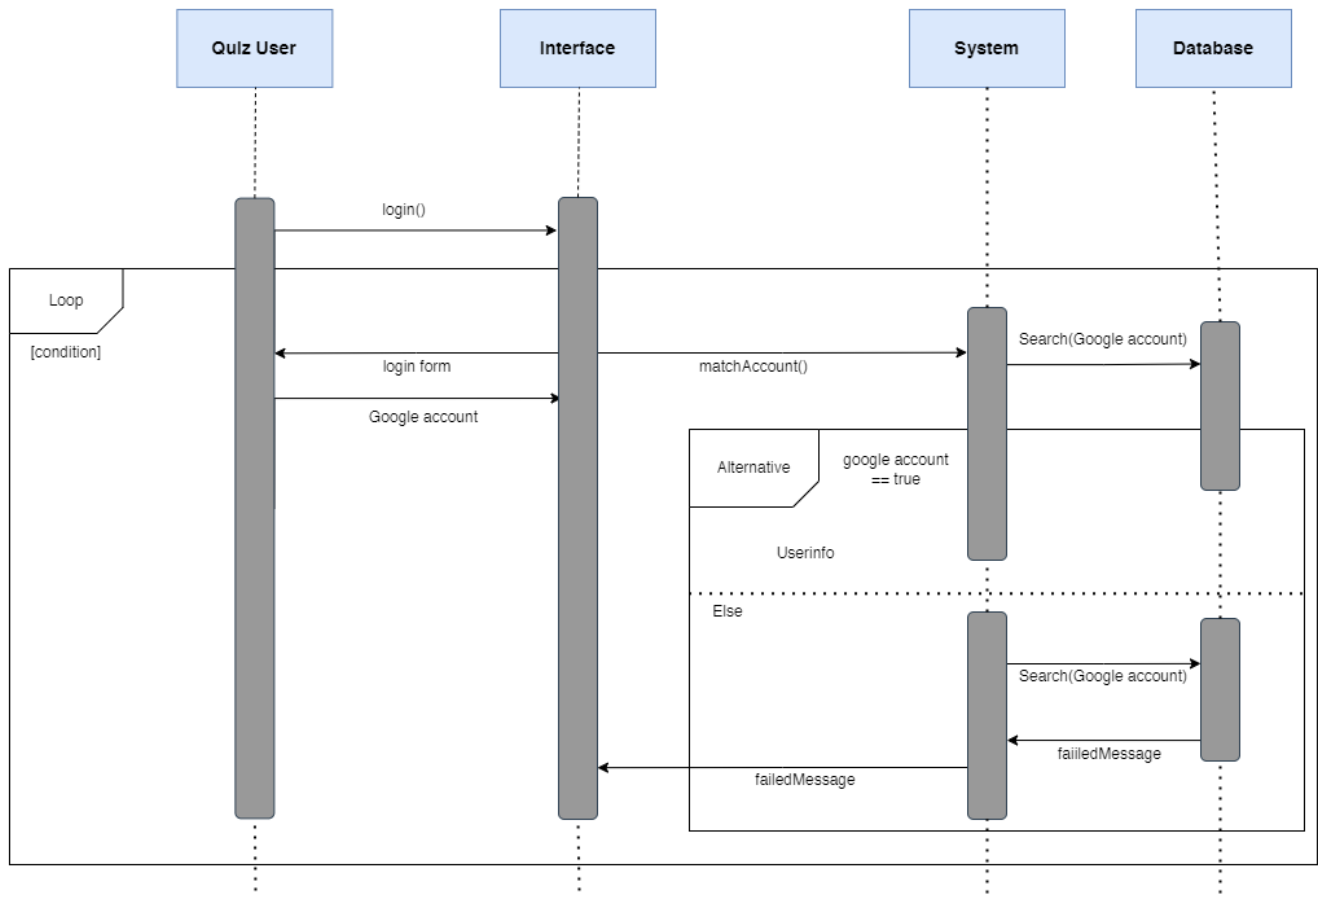 Quiz User
Interface
System
Database
login()
Loop
[condition]
Search(Google account)
login form
matchAccount()
Google account
Alternative
google account
== true
Userinfo
Else
Search(Google account)
faiiledMessage
failedMessage